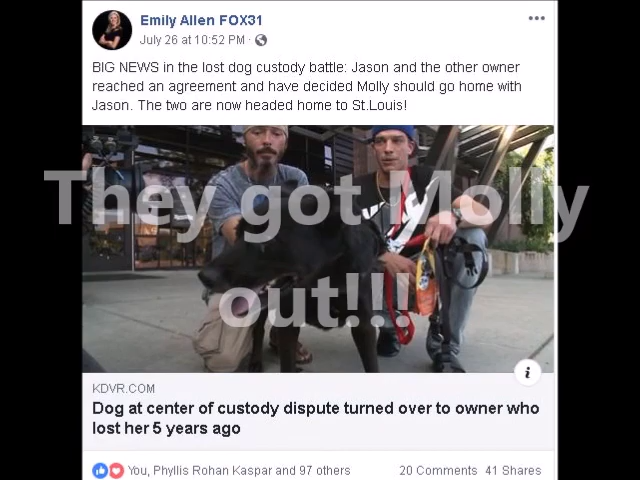 Emily Allen FOX31
July 26 at 10:52 PM ·
BIG NEWS in the lost dog custody battle: Jason and the other owner
reached an agreement and have decided Molly should go home with
Jason. The two are now headed home to St.Louis!
They got Molly
out!!!
KDVR.COM
Dog at center of custody dispute turned over to owner who
lost her 5 years ago
You, Phyllis Rohan Kaspar and 97 others 20 Comments 41 Shares